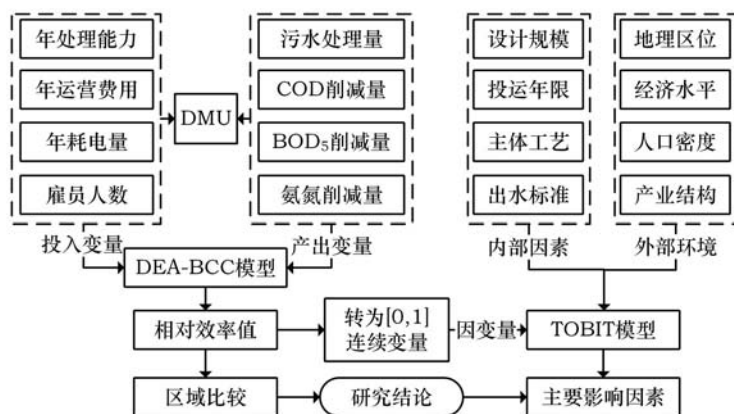 年处理能力
年运营费用
年耗电量
雇员人数
DMU
污水处理量
COD削减量
BOD₅削减量
氨氮削减量
设计规模
投运年限
主体工艺
出水标准
地理区位
经济水平
人口密度
产业结构
投入变量
产出变量
内部因素
外部环境
DEA-BCC模型
相对效率值
转为[0,1]
连续变量
因变量
TOBIT模型
区域比较
研究结论
主要影响因素